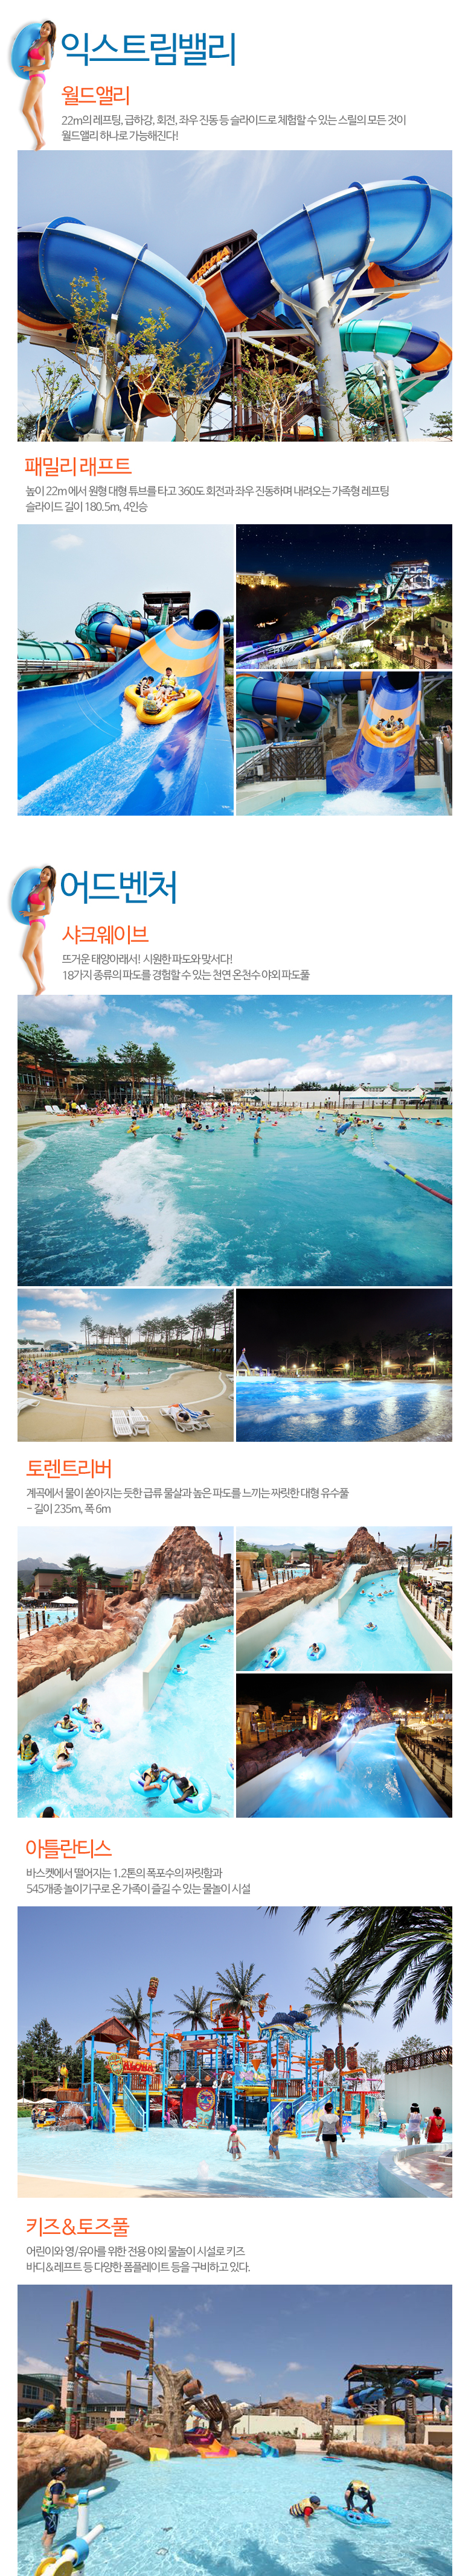 익스트림밸리
월드앨리
22m의 레프팅, 급하강, 회전, 좌우 진동 등 슬라이드로 체험할 수 있는 스릴의 모든 것이
월드앨리 하나로 가능해진다!
패밀리 래프트
높이 22m 에서 원형 대형 튜브를 타고 360도 회전과 좌우 진동하며 내려오는 가족형 레프팅
슬라이드 길이 180.5m, 4인승
어드벤처
샤크웨이브
뜨거운 태양아래서! 시원한 파도와 맞서다!
18가지 종류의 파도를 경험할 수 있는 천연 온천수 야외 파도풀
토렌트리버
계곡에서 물이 쏟아지는 듯한 급류 물살과 높은 파도를 느끼는 짜릿한 대형 유수풀
- 길이 235m, 폭 6m
아틀란티스
바스켓에서 떨어지는 1.2톤의 폭포수의 짜릿함과
545개종 놀이기구로 온 가족이 즐길 수 있는 물놀이 시설
ALOHA
키즈&토즈풀
어린이와 영/유아를 위한 전용 야외 물놀이 시설로 키즈
바디&레프트 등 다양한 폼플레이트 등을 구비하고 있다.